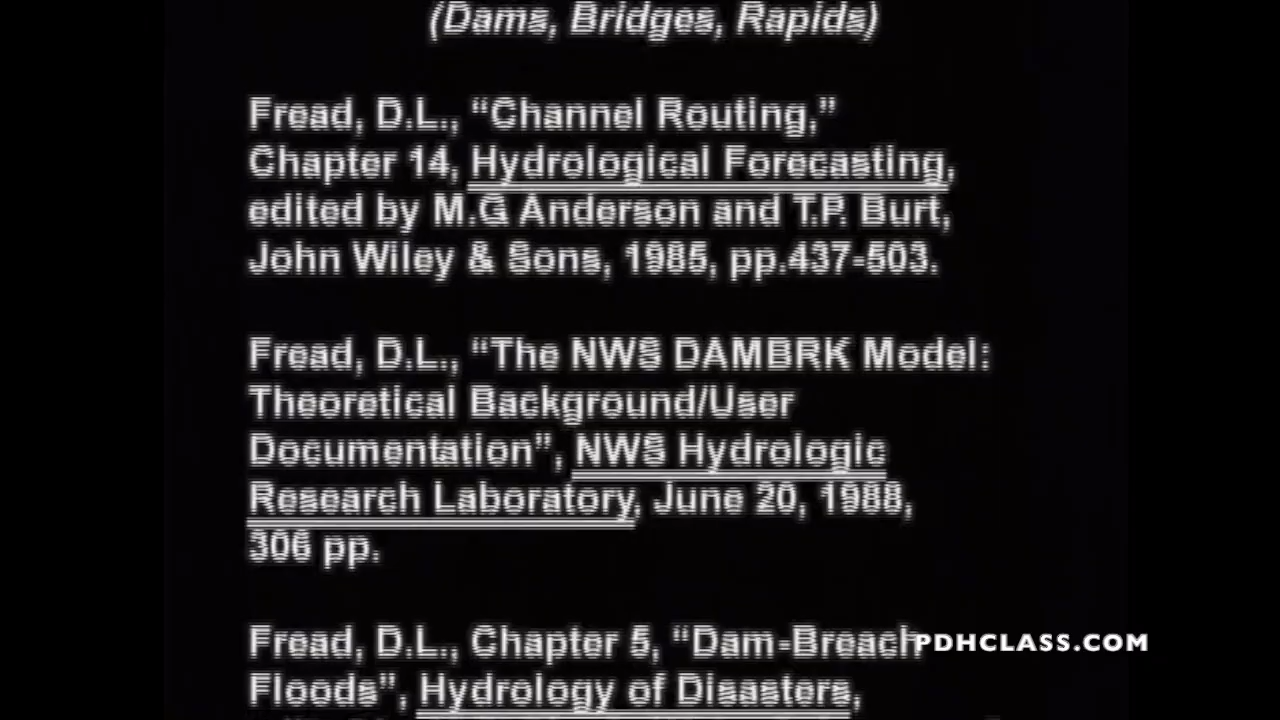 (Dams, Bridges, Rapids)
Fread, D.L., “Channel Routing,”
Chapter 14, Hydrological Forecasting,
edited by M.G Anderson and T.P. Burt,
John Wiley & Sons, 1985, pp.437-503.
Fread, D.L., “The NWS DAMBRK Model:
Theoretical Background/User
Documentation”, NWS Hydrologic
Research Laboratory, June 20, 1988,
306 pp.
Fread, D.L., Chapter 5, “Dam-Breach
PDHCLASS.COM
Floods”, Hydrology of Disasters,